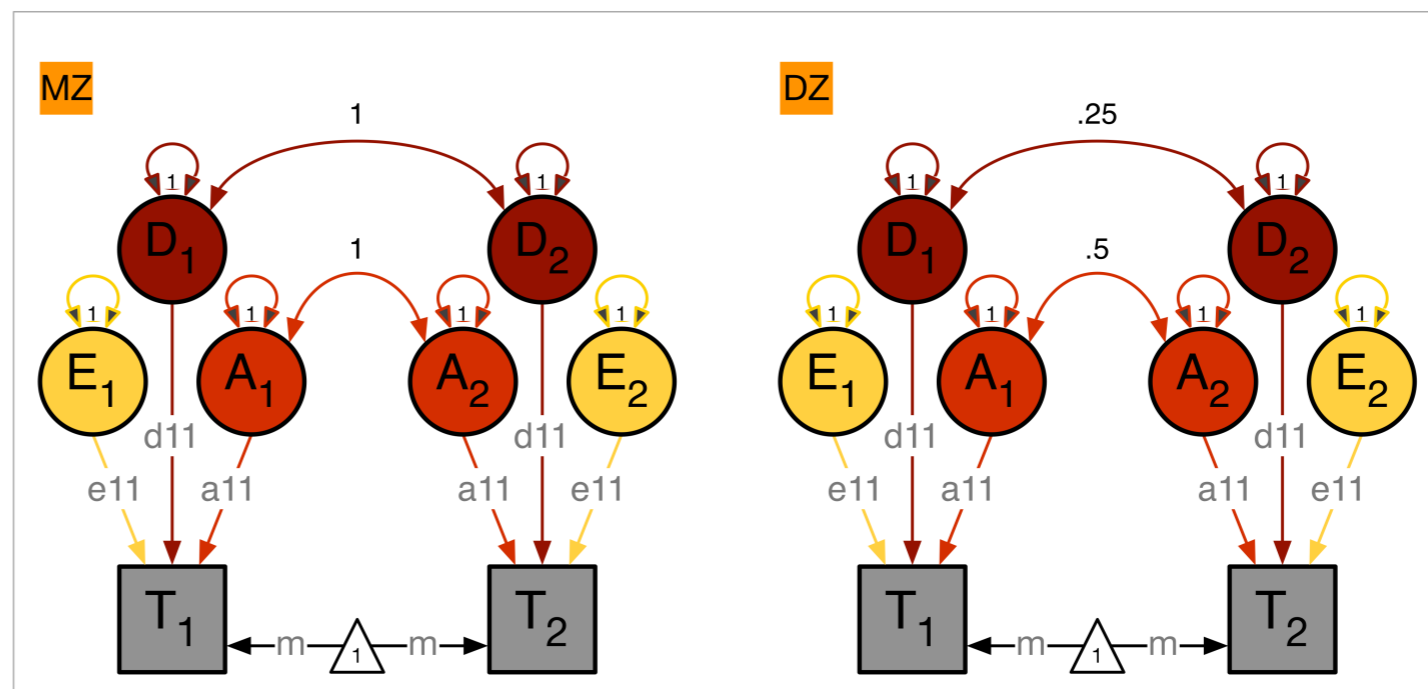 MZ DZ
1 .25
1 1 1 1
D₁ D₂ D₁ D₂
1 .5
1 1 1 1 1 1 1 1
E₁ A₁ A₂ E₂ E₁ A₁ A₂ E₂
d11 d11 d11 d11
e11 a11 a11 e11 e11 a11 a11 e11
T₁ T₂ T₁ T₂
m 1 m m 1 m